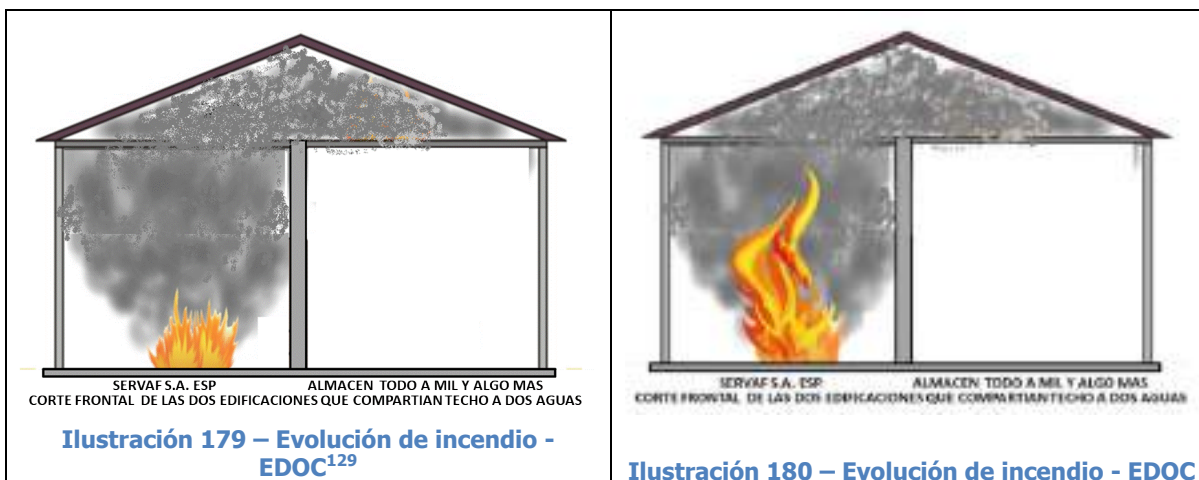 SERVAF S.A. ESP ALMACEN TODO A MIL Y ALGO MAS
CORTE FRONTAL DE LAS DOS EDIFICACIONES QUE COMPARTIAN TECHO A DOS AGUAS
Ilustración 179 – Evolución de incendio -
EDOC129
SERVAF S.A. ESP ALMACEN TODO A MIL Y ALGO MAS
CORTE FRONTAL DE LAS DOS EDIFICACIONES QUE COMPARTIAN TECHO A DOS AGUAS
Ilustración 180 – Evolución de incendio - EDOC